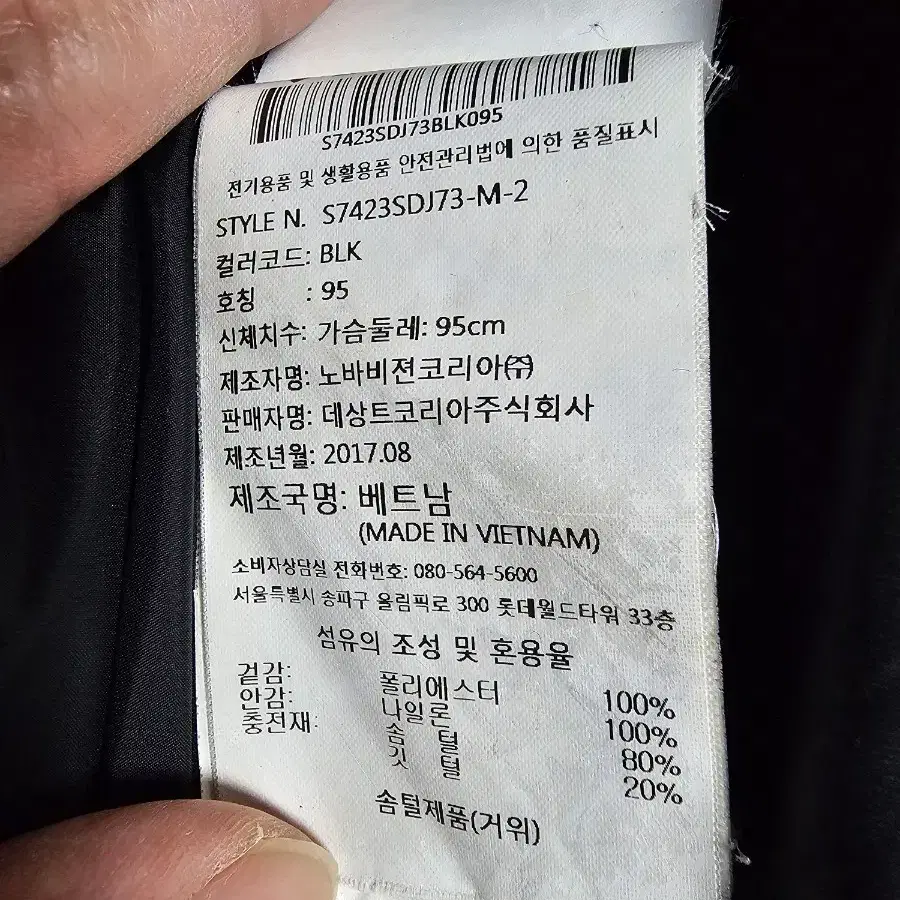 S7423SDJ73BLK095
전기용품 및 생활용품 안전관리법에 의한 품질표시
STYLE N. S7423SDJ73-M-2
컬러코드: BLK
호칭 : 95
신체치수: 가슴둘레: 95cm
제조자명: 노바비젼코리아㈜
판매자명: 데상트코리아주식회사
제조년월: 2017.08
제조국명: 베트남
(MADE IN VIETNAM)
소비자상담실 전화번호: 080-564-5600
서울특별시 송파구 올림픽로 300 롯데월드타워 33층
섬유의 조성 및 혼용율
겉감: 폴리에스터 100%
안감: 나일론 100%
충전재: 솜 털 80%
깃 털 20%
솜털제품(거위)